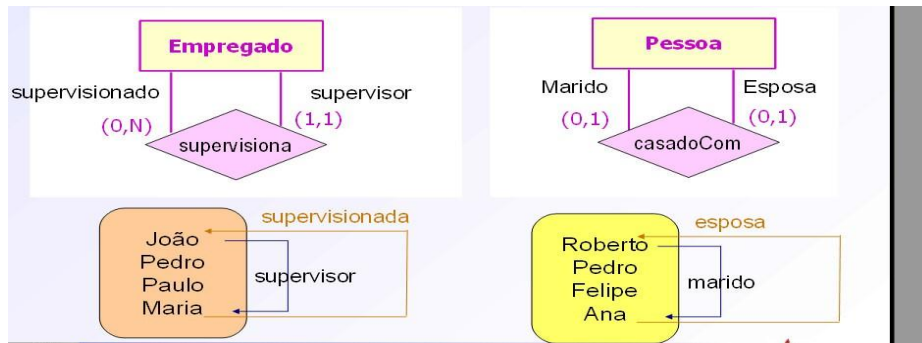 Empregado
supervisionado
supervisor
(0,N)
(1,1)
supervisiona
Pessoa
Marido
Esposa
(0,1)
(0,1)
casadoCom
supervisionada
João
Pedro
Paulo
Maria
supervisor
esposa
Roberto
Pedro
Felipe
Ana
marido